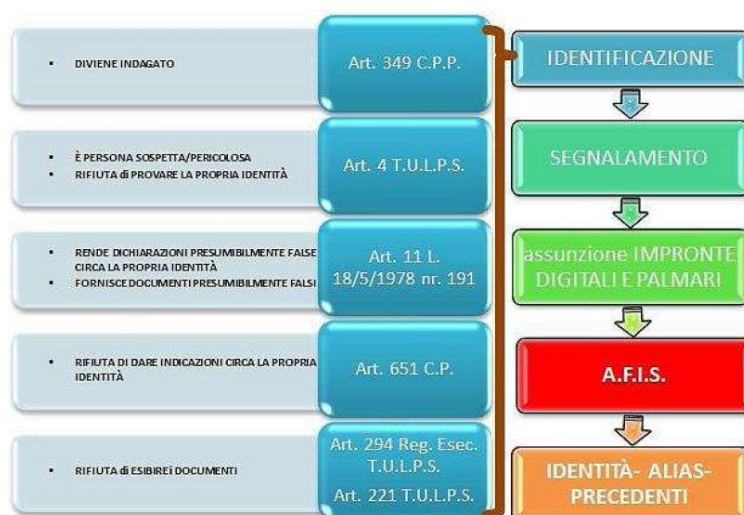 DIVIENE INDAGATO
Art. 349 C.P.P.
È PERSONA SOSPETTA/PERICOLOSA
RIFIUTA di PROVARE LA PROPRIA IDENTITÀ
Art. 4 T.U.L.P.S.
RENDE DICHIARAZIONI PRESUMIBILMENTE FALSE
CIRCA LA PROPRIA IDENTITÀ
FORNISCE DOCUMENTI PRESUMIBILMENTE FALSI
Art. 11 L.
18/5/1978 nr. 191
RIFIUTA DI DARE INDICAZIONI CIRCA LA PROPRIA
IDENTITÀ
Art. 651 C.P.
RIFIUTA di ESIBIREi DOCUMENTI
Art. 294 Reg. Esec.
T.U.L.P.S.
Art. 221 T.U.L.P.S.
IDENTIFICAZIONE
SEGNALAMENTO
assunzione IMPRONTE
DIGITALI E PALMARI
A.F.I.S.
IDENTITÀ- ALIAS-
PRECEDENTI